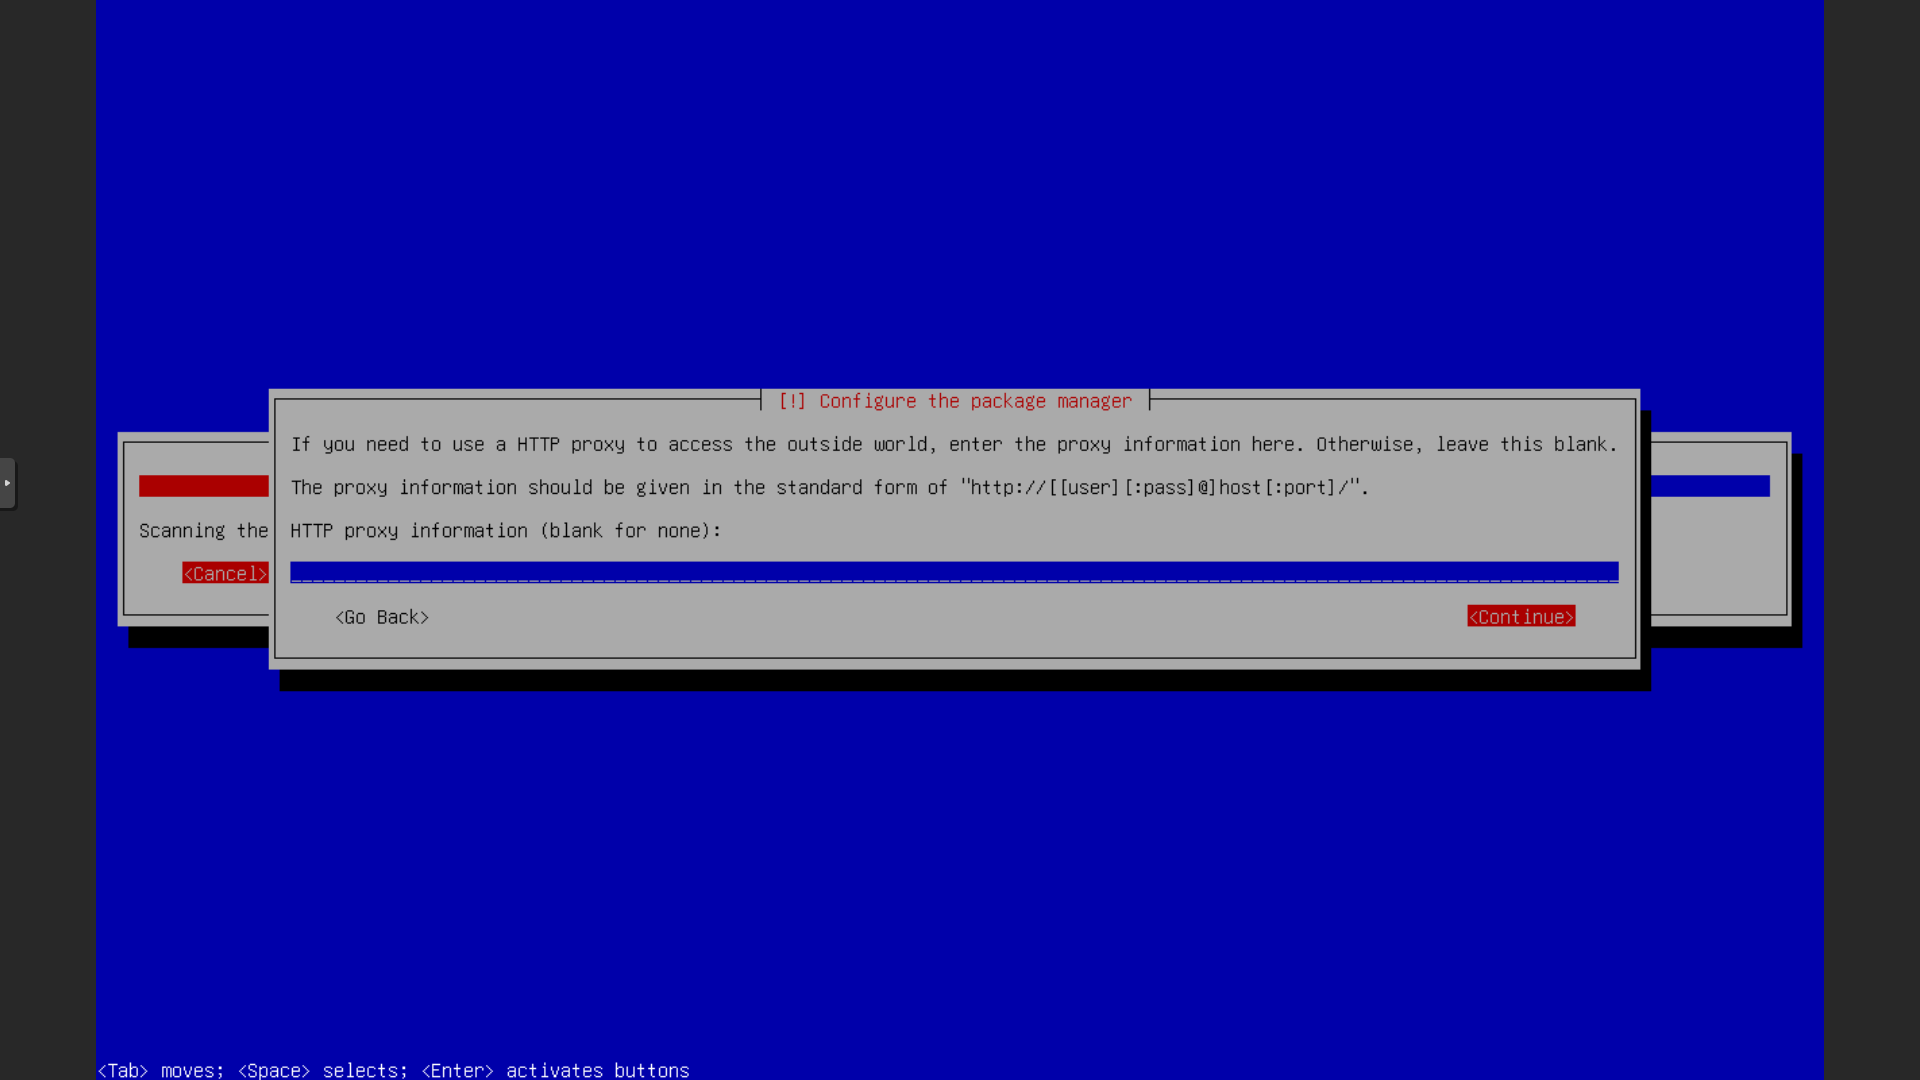 [!] Configure the package manager
If you need to use a HTTP proxy to access the outside world, enter the proxy information here. Otherwise, leave this blank.
The proxy information should be given in the standard form of "http://[[user][:pass]@]host[:port]/".
Scanning the
HTTP proxy information (blank for none):
<Cancel>
<Go Back>
<Continue>
<Tab> moves; <Space> selects; <Enter> activates buttons